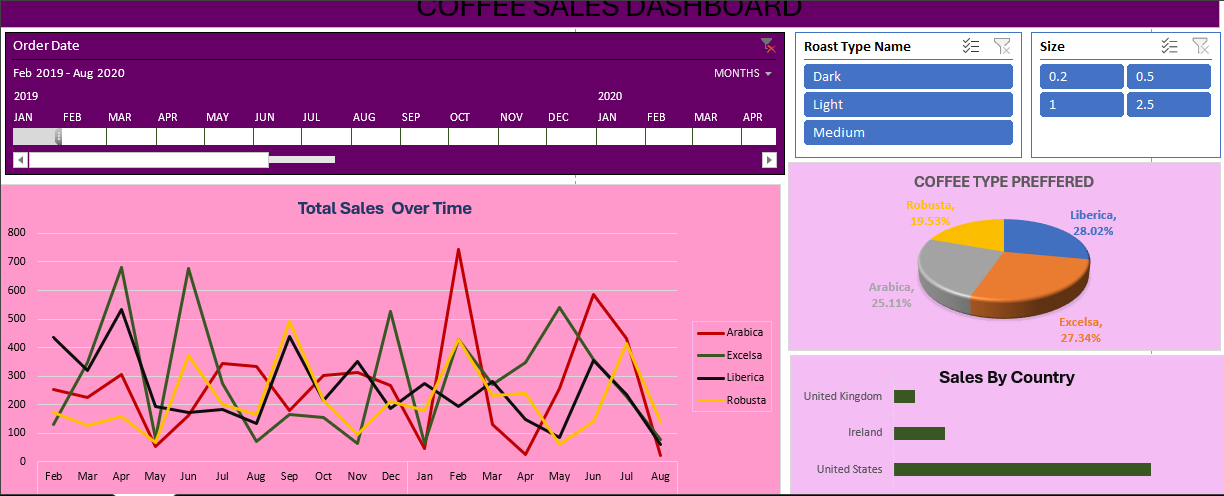 COFFEE SALES DASHBOARD
Order Date
Feb 2019 - Aug 2020
MONTHS
2019 2020
JAN FEB MAR APR MAY JUN JUL AUG SEP OCT NOV DEC JAN FEB MAR APR
Roast Type Name
Dark
Light
Medium
Size
0.2 0.5
1 2.5
Total Sales Over Time
800
700
600
500
400
300
200
100
0
Feb Mar Apr May Jun Jul Aug Sep Oct Nov Dec Jan Feb Mar Apr May Jun Jul Aug
Arabica
Excelsa
Liberica
Robusta
COFFEE TYPE PREFFERED
Robusta,
19.53%
Liberica,
28.02%
Arabica,
25.11%
Excelsa,
27.34%
Sales By Country
United Kingdom
Ireland
United States